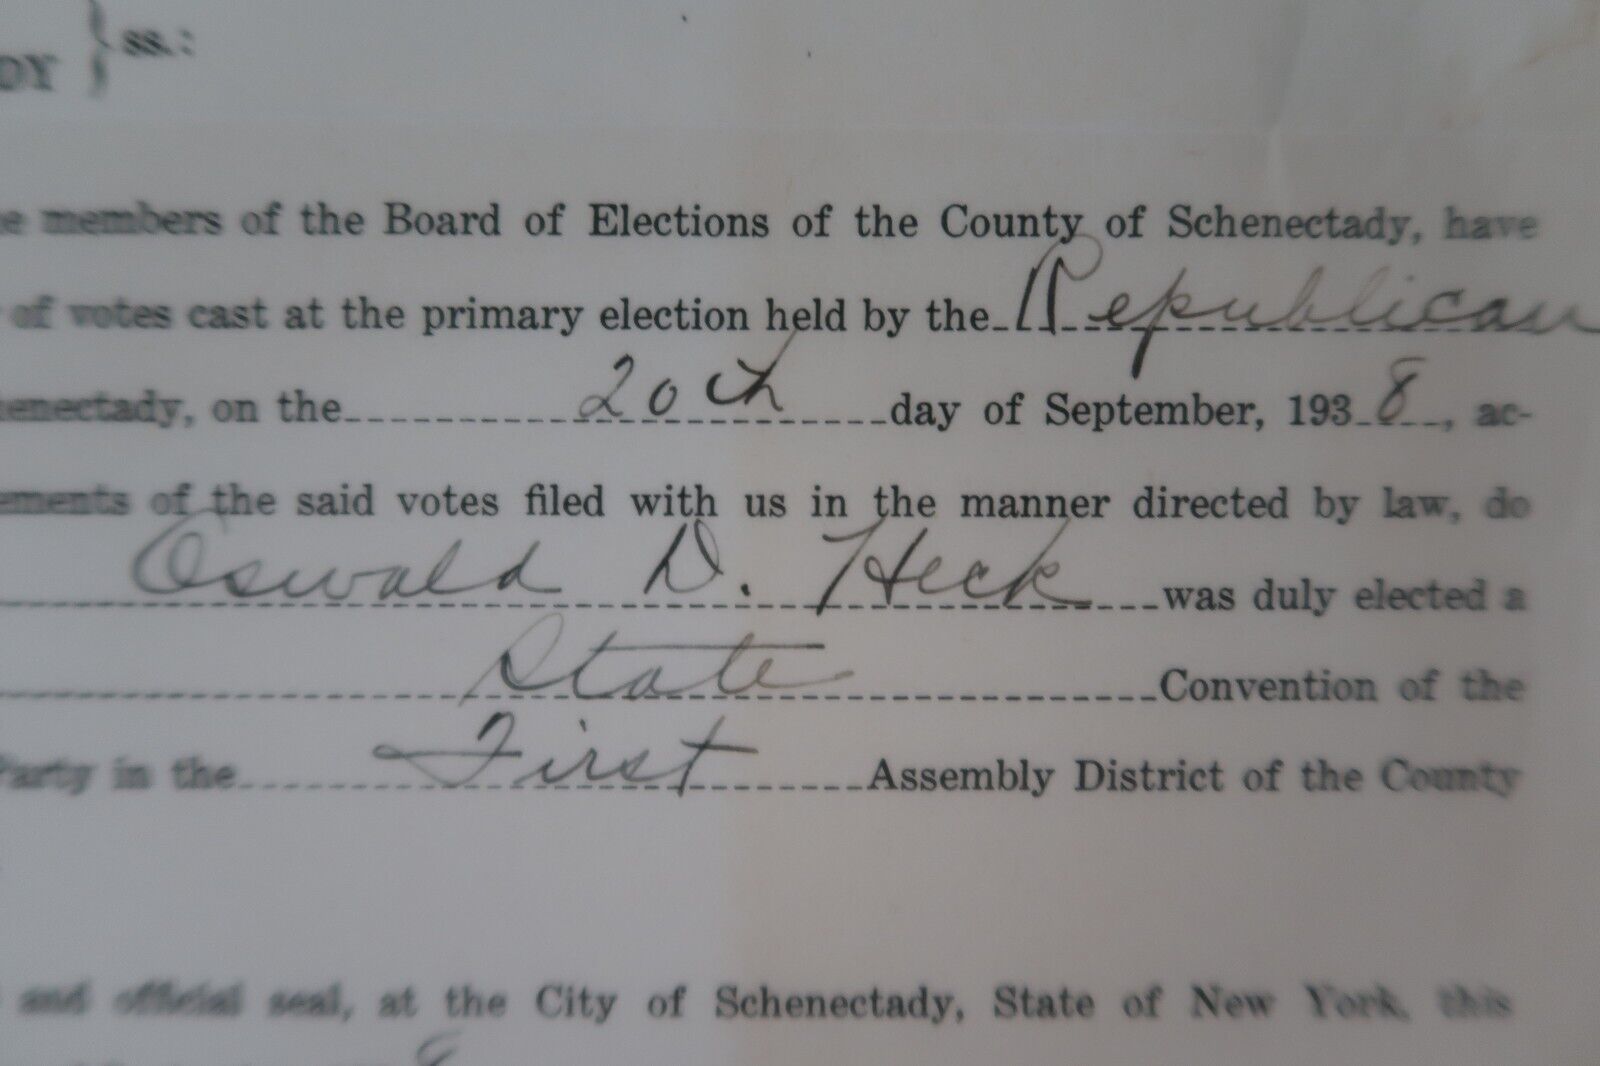 DY } ss.:
e members of the Board of Elections of the County of Schenectady, have
of votes cast at the primary election held by the Republican
enectady, on the 20th day of September, 1938, ac-
ements of the said votes filed with us in the manner directed by law, do
Oswald D. Heck was duly elected a
State Convention of the
Party in the First Assembly District of the County
and official seal, at the City of Schenectady, State of New York, this